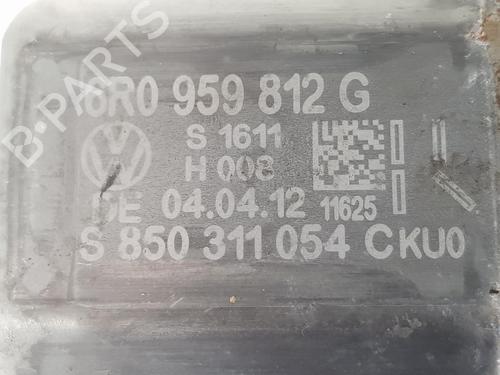 B-PARTS
6R0 959 812 G
S 1611
H 008
DE 04.04.12 11625
S 850 311 054 CKU0